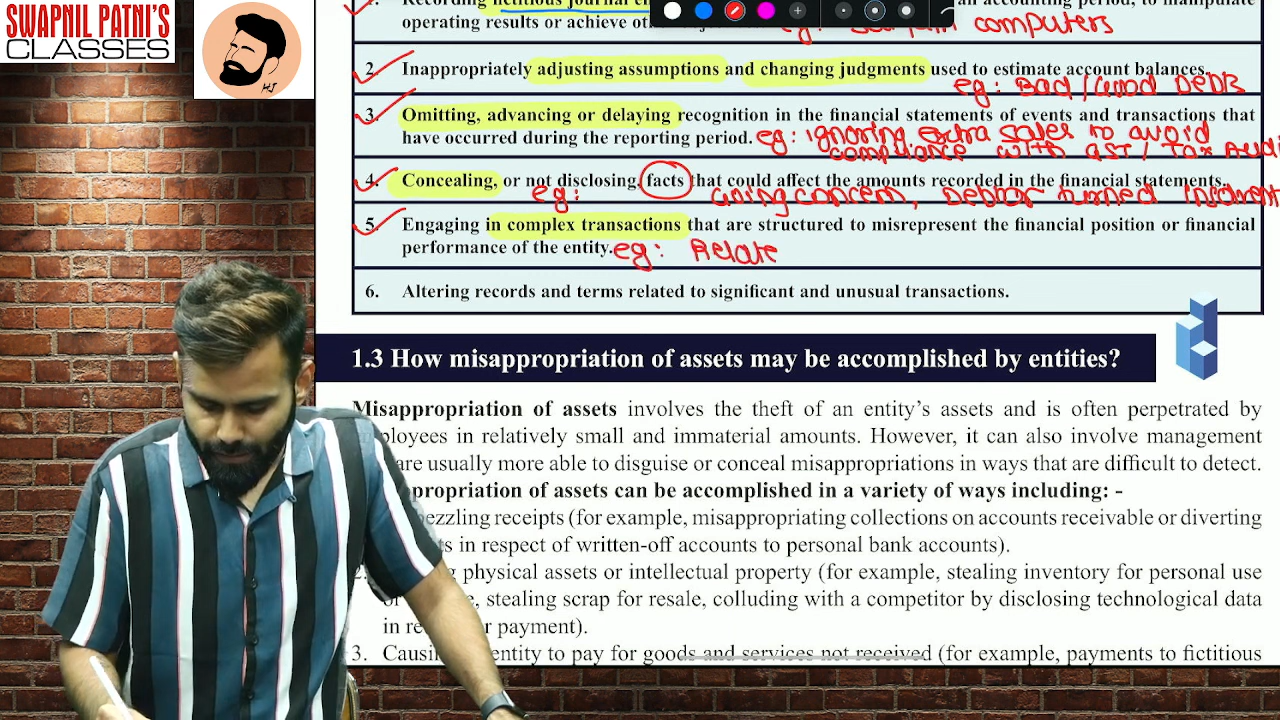 SWAPNIL PATNI'S
CLASSES
operating results or achieve
computers
2. Inappropriately adjusting assumptions and changing judgments used to estimate account balances.
eg: Bad/Good Debts
3. Omitting, advancing or delaying recognition in the financial statements of events and transactions that
have occurred during the reporting period. eg: ignoring extra sales to avoid
compliance with GST/ Tax Audi
4. Concealing, or not disclosing, facts that could affect the amounts recorded in the financial statements.
eg: Going concern, Debtor turned insolvent
5. Engaging in complex transactions that are structured to misrepresent the financial position or financial
performance of the entity. eg: Relate
6. Altering records and terms related to significant and unusual transactions.
1.3 How misappropriation of assets may be accomplished by entities?
Misappropriation of assets involves the theft of an entity's assets and is often perpetrated by
ployees in relatively small and immaterial amounts. However, it can also involve management
are usually more able to disguise or conceal misappropriations in ways that are difficult to detect.
propriation of assets can be accomplished in a variety of ways including: -
bezzling receipts (for example, misappropriating collections on accounts receivable or diverting
ts in respect of written-off accounts to personal bank accounts).
2. physical assets or intellectual property (for example, stealing inventory for personal use
or stealing scrap for resale, colluding with a competitor by disclosing technological data
in payment).
3. entity to pay for goods and services not received (for example, payments to fictitious